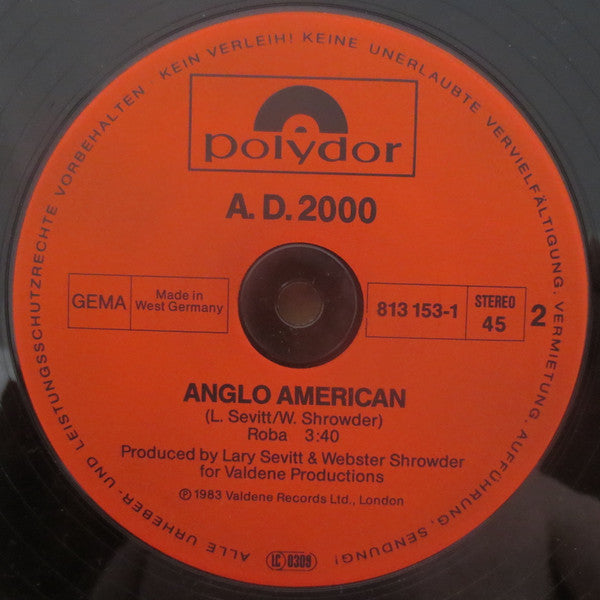 ALLE URHEBER- UND LEISTUNGSSCHUTZRECHTE VORBEHALTEN KEIN VERLEIH! KEINE UNERLAUBTE VERVIELFÄLTIGUNG, VERMIETUNG, AUFFÜHRUNG, SENDUNG!
polydor
A.D. 2000
GEMA
Made in
West Germany
813 153-1
STEREO
45
2
ANGLO AMERICAN
(L. Sevitt/W. Shrowder)
Roba 3:40
Produced by Lary Sevitt & Webster Shrowder
for Valdene Productions
℗ 1983 Valdene Records Ltd., London
LC 0309